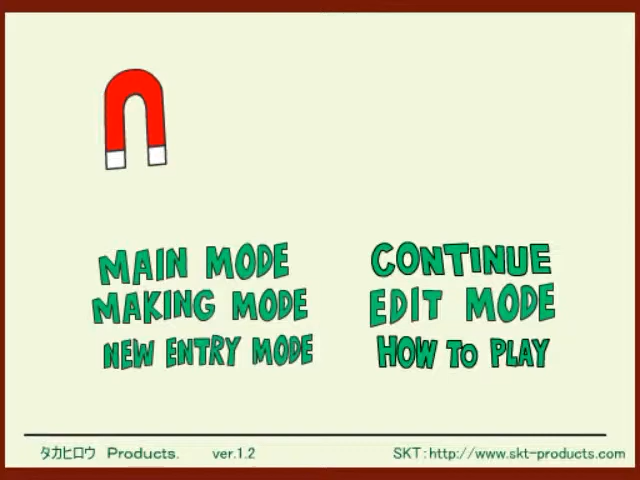 MAIN MODE
MAKING MODE
NEW ENTRY MODE
CONTINUE
EDIT MODE
HOW TO PLAY
タカヒロウ Products. ver.1.2
SKT:http://www.skt-products.com